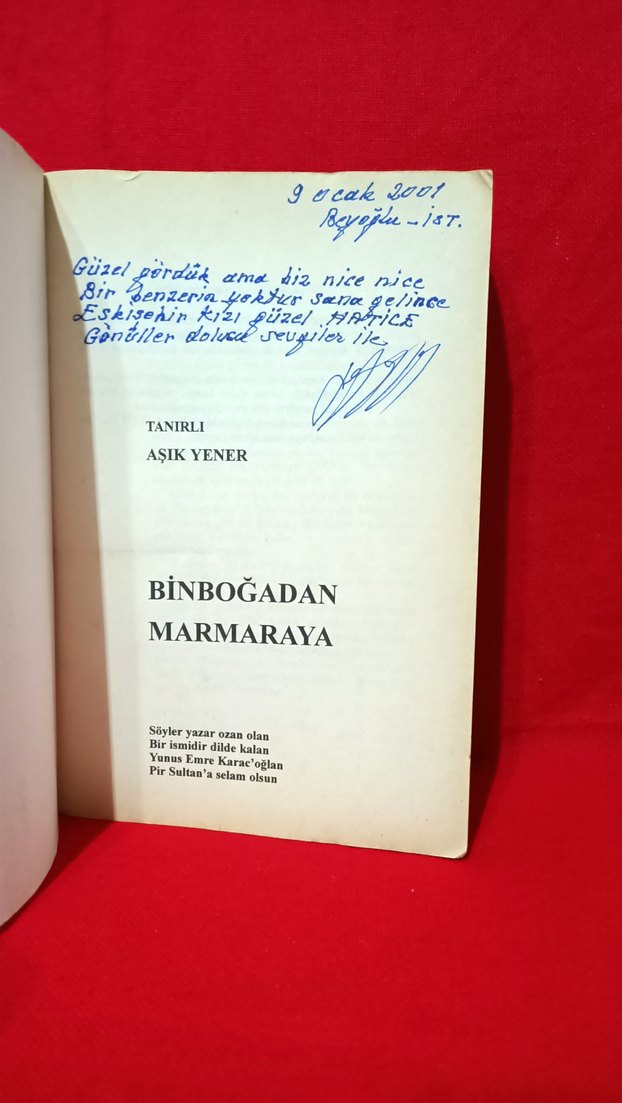 9 ocak 2001
Beyoğlu - İST.
Güzel gördük ama biz nice nice
Bir benzerin yoktur sana gelince
Eskişehir kızı güzel HATİCE
Gönüller dolusu sevgiler ile
TANIRLI
AŞIK YENER
BİNBOĞADAN
MARMARAYA
Söyler yazar ozan olan
Bir ismidir dilde kalan
Yunus Emre Karac'oğlan
Pir Sultan'a selam olsun